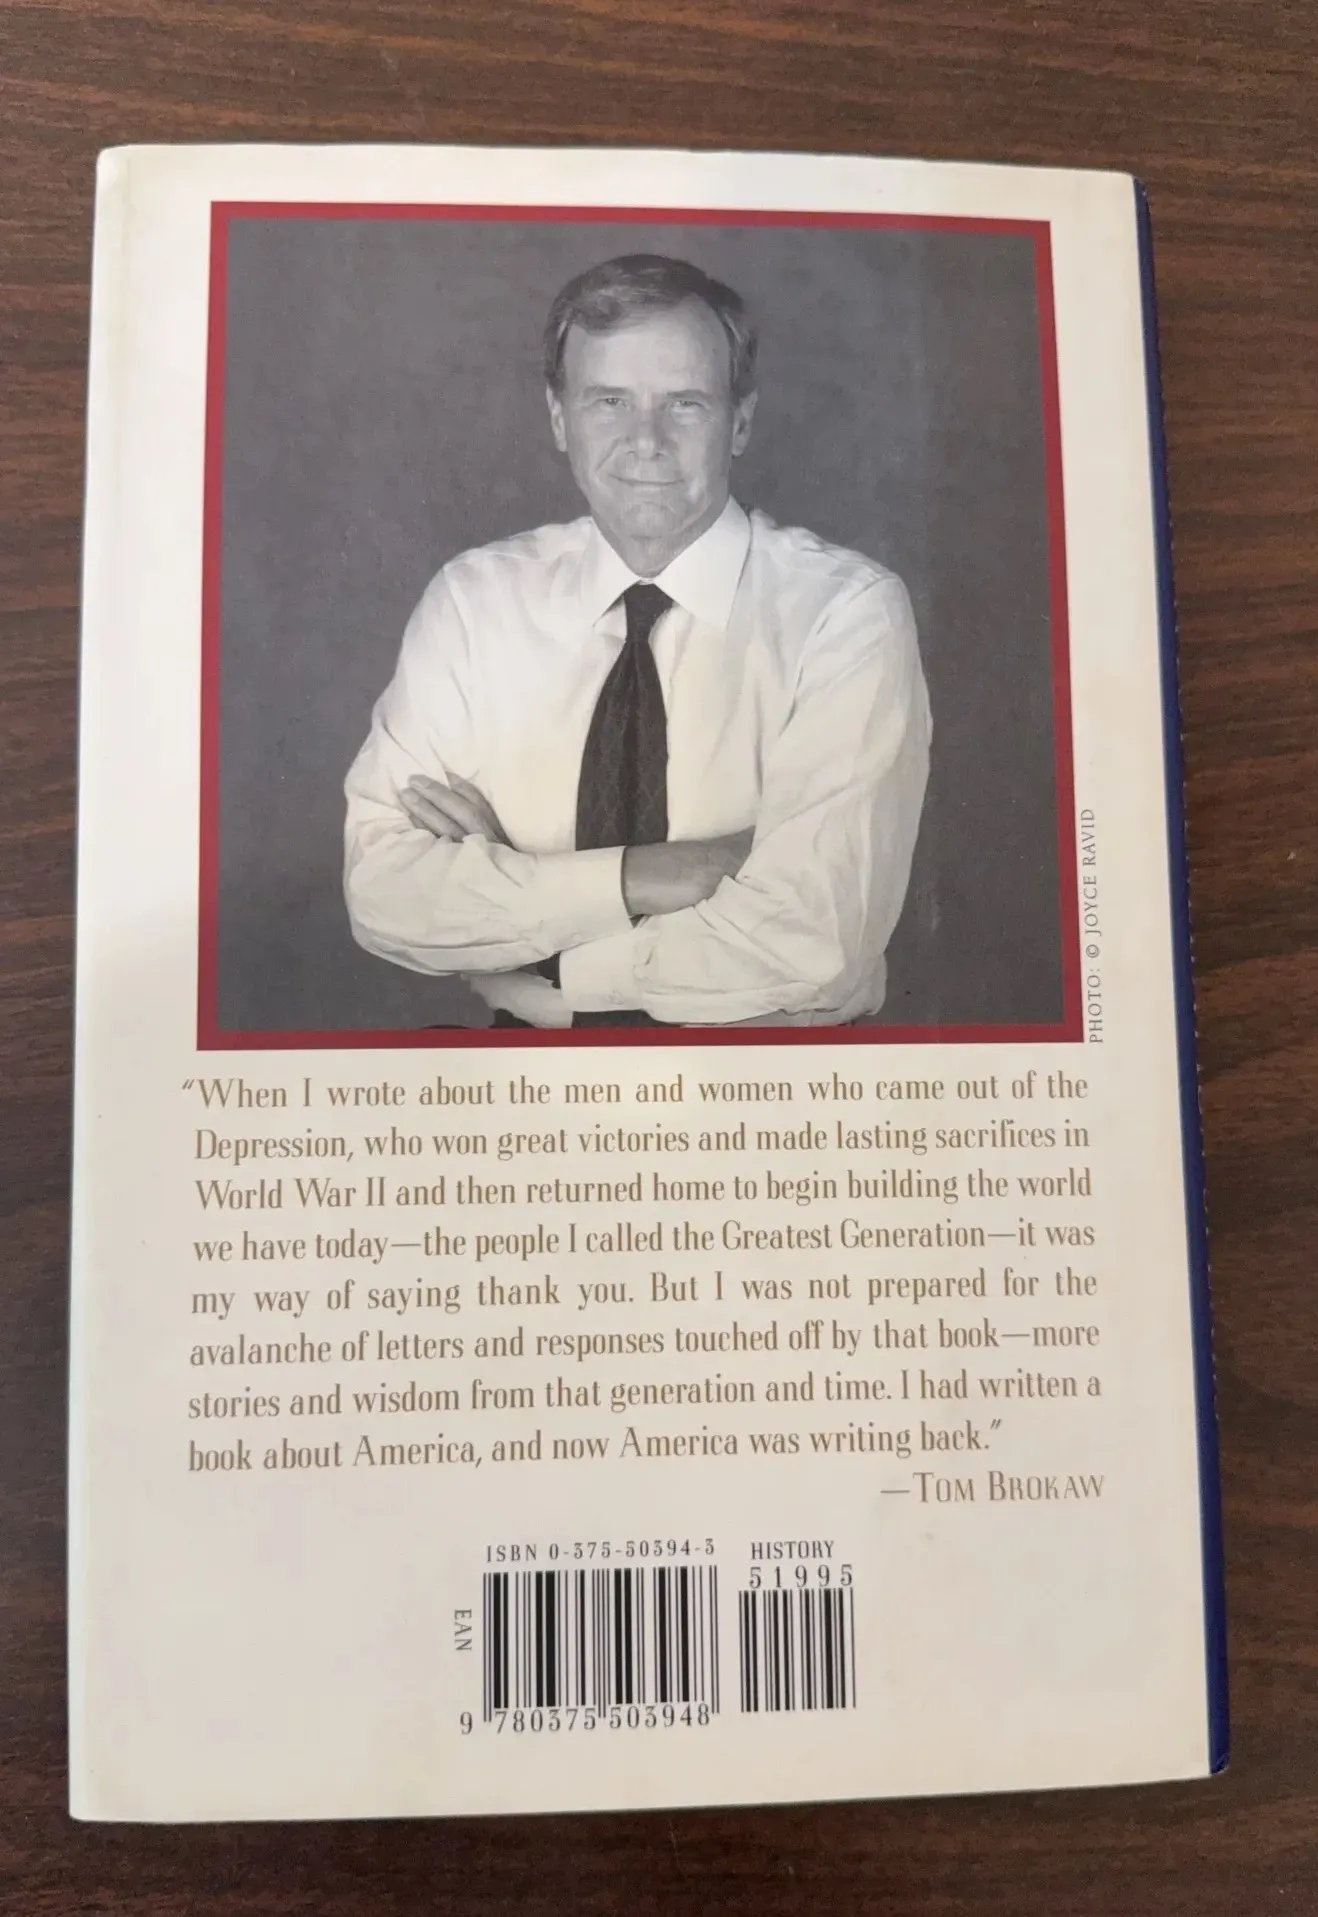 PHOTO: © JOYCE RAVID
“When I wrote about the men and women who came out of the
Depression, who won great victories and made lasting sacrifices in
World War II and then returned home to begin building the world
we have today—the people I called the Greatest Generation—it was
my way of saying thank you. But I was not prepared for the
avalanche of letters and responses touched off by that book—more
stories and wisdom from that generation and time. I had written a
book about America, and now America was writing back.”
—TOM BROKAW
ISBN 0-375-50394-3
HISTORY
51995
EAN
9 780375 503948